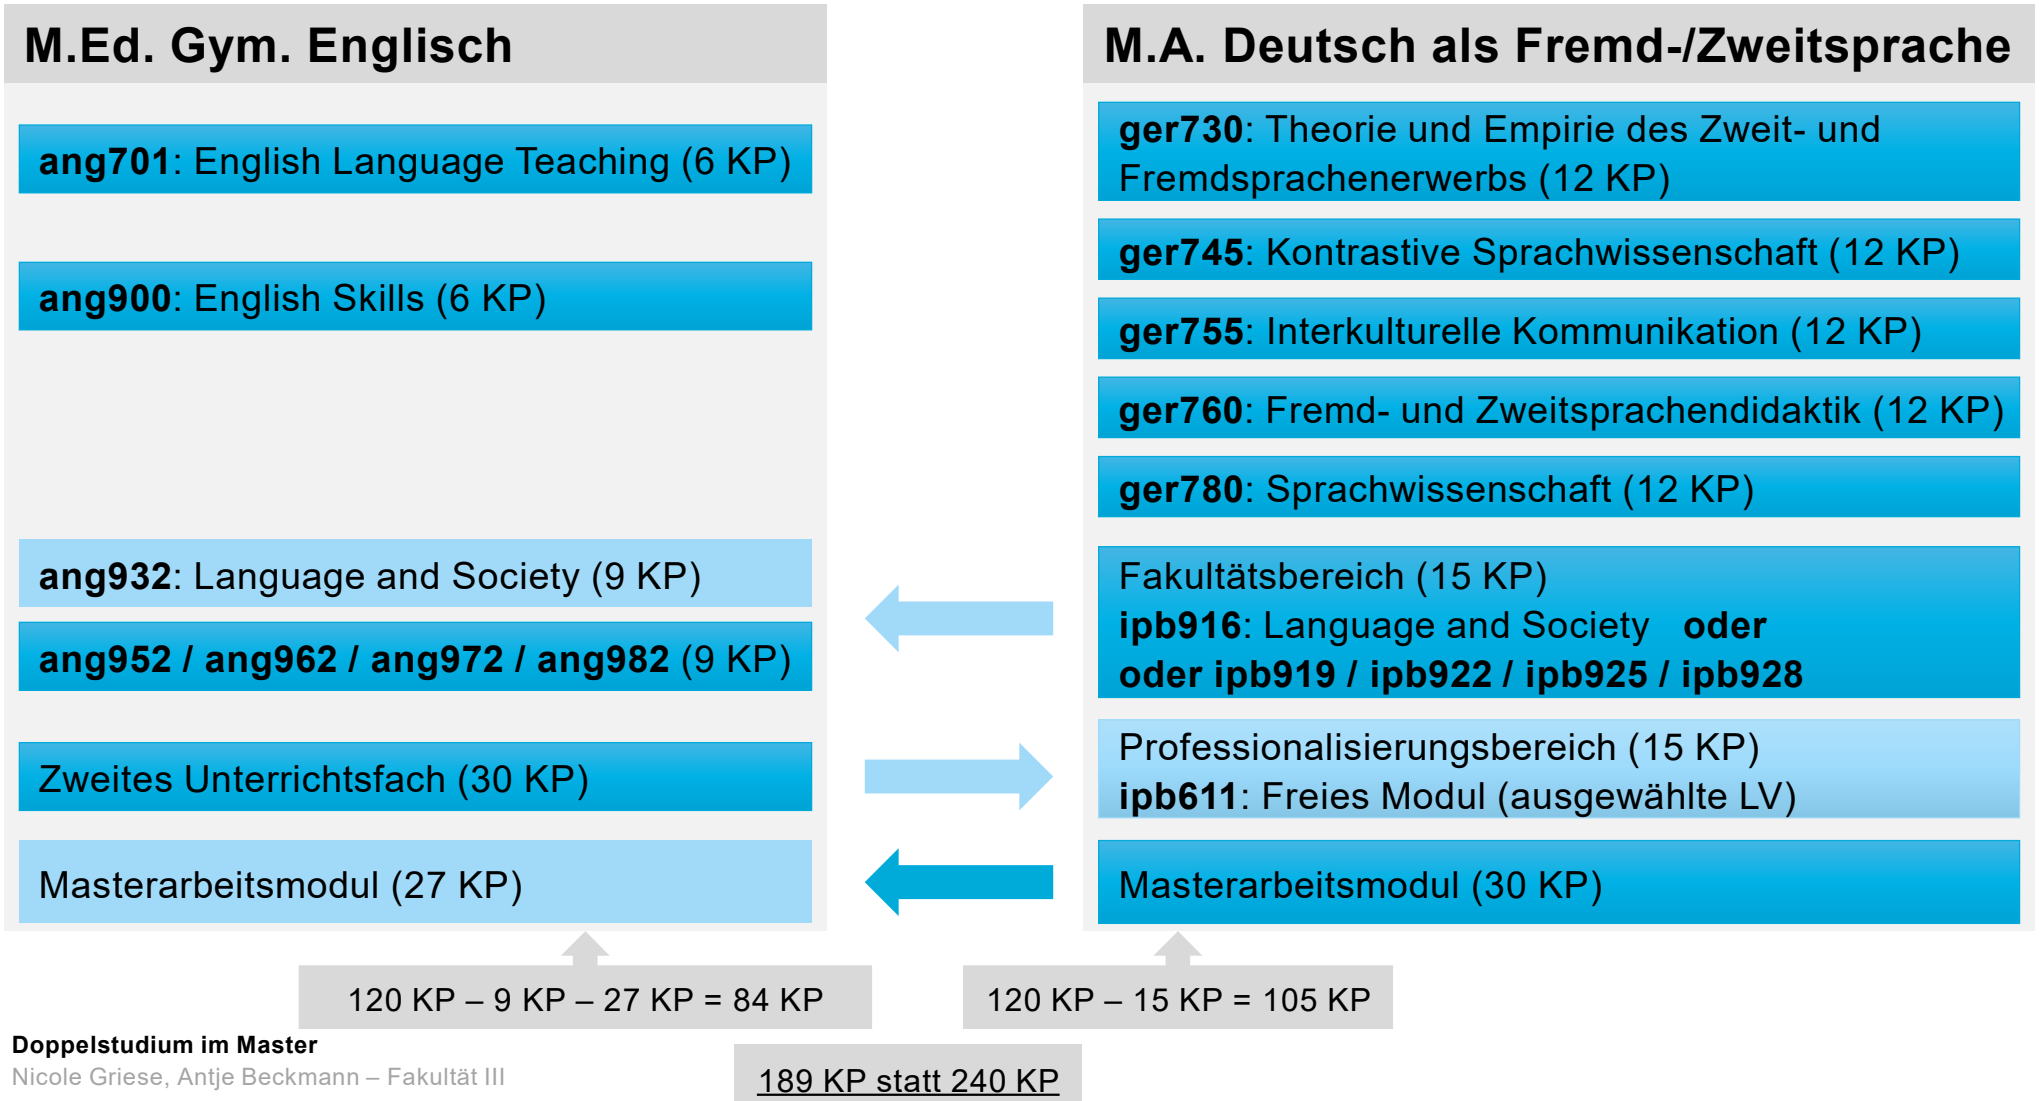 M.Ed. Gym. Englisch
ang701: English Language Teaching (6 KP)
ang900: English Skills (6 KP)
ang932: Language and Society (9 KP)
ang952 / ang962 / ang972 / ang982 (9 KP)
Zweites Unterrichtsfach (30 KP)
Masterarbeitsmodul (27 KP)
120 KP – 9 KP – 27 KP = 84 KP
M.A. Deutsch als Fremd-/Zweitsprache
ger730: Theorie und Empirie des Zweit- und
Fremdsprachenerwerbs (12 KP)
ger745: Kontrastive Sprachwissenschaft (12 KP)
ger755: Interkulturelle Kommunikation (12 KP)
ger760: Fremd- und Zweitsprachendidaktik (12 KP)
ger780: Sprachwissenschaft (12 KP)
Fakultätsbereich (15 KP)
ipb916: Language and Society oder
oder ipb919 / ipb922 / ipb925 / ipb928
Professionalisierungsbereich (15 KP)
ipb611: Freies Modul (ausgewählte LV)
Masterarbeitsmodul (30 KP)
120 KP – 15 KP = 105 KP
189 KP statt 240 KP
Doppelstudium im Master
Nicole Griese, Antje Beckmann – Fakultät III